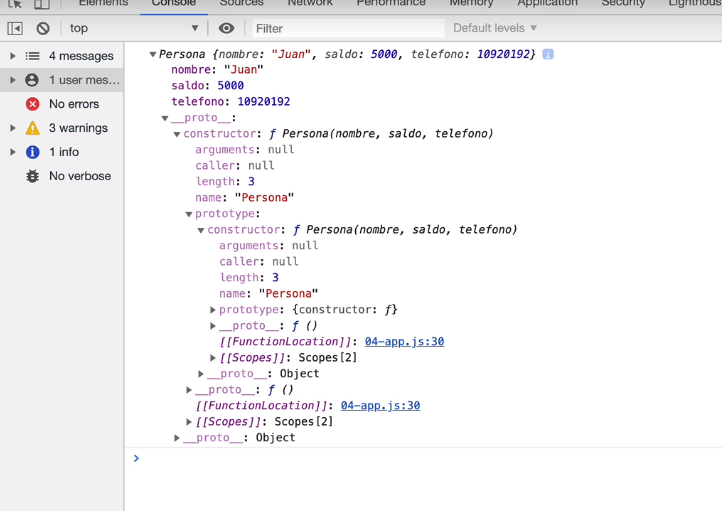 Elements Console Sources Network Performance Memory Application Security Lighthous
top Filter Default levels
4 messages
1 user mes...
No errors
3 warnings
1 info
No verbose
Persona {nombre: "Juan", saldo: 5000, telefono: 10920192}
nombre: "Juan"
saldo: 5000
telefono: 10920192
__proto__:
constructor: ƒ Persona(nombre, saldo, telefono)
arguments: null
caller: null
length: 3
name: "Persona"
prototype:
constructor: ƒ Persona(nombre, saldo, telefono)
arguments: null
caller: null
length: 3
name: "Persona"
prototype: {constructor: ƒ}
__proto__: ƒ ()
[[FunctionLocation]]: 04-app.js:30
[[Scopes]]: Scopes[2]
__proto__: Object
__proto__: ƒ ()
[[FunctionLocation]]: 04-app.js:30
[[Scopes]]: Scopes[2]
__proto__: Object